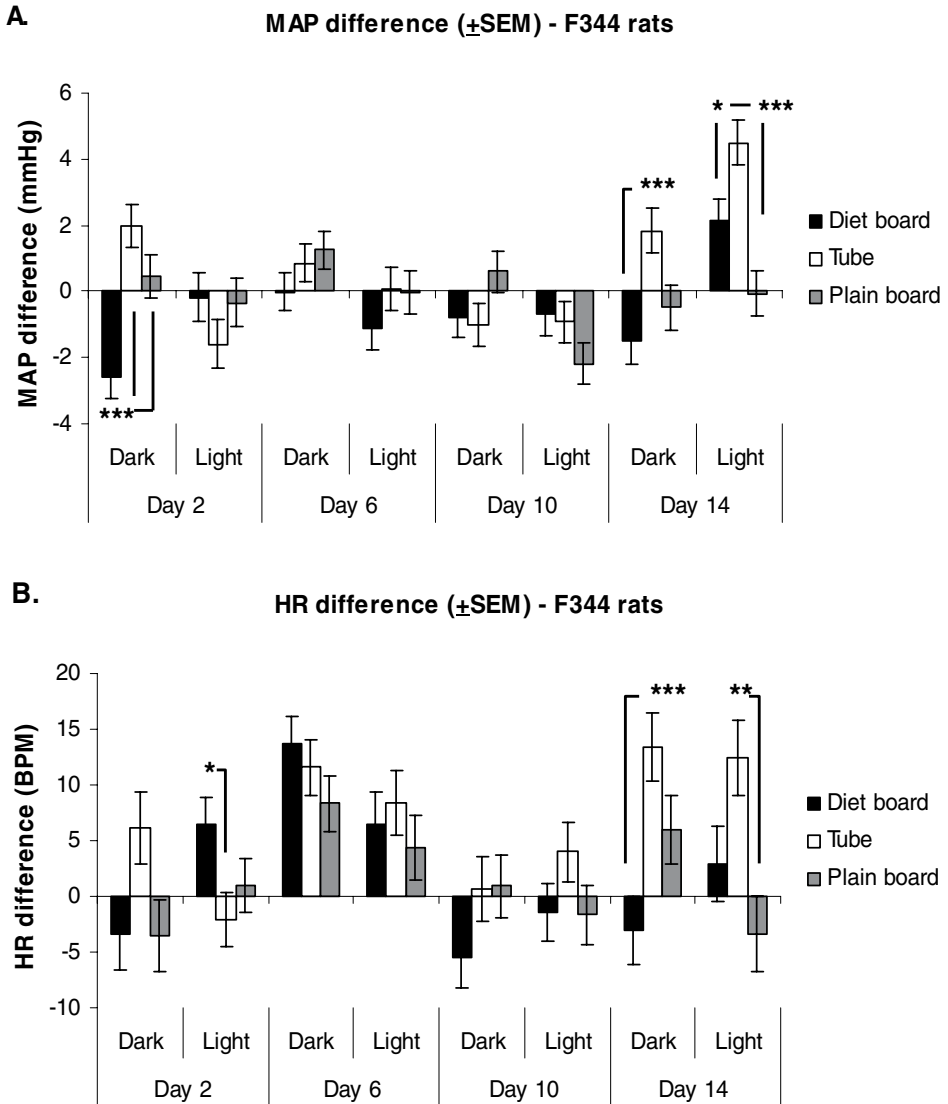 A.
MAP difference (±SEM) - F344 rats
MAP difference (mmHg)
6
4
2
0
-2
-4
* ***
***
***
Diet board
Tube
Plain board
Dark Light Dark Light Dark Light Dark Light
Day 2 Day 6 Day 10 Day 14
B.
HR difference (±SEM) - F344 rats
HR difference (BPM)
20
15
10
5
0
-5
-10
*** **
*
Diet board
Tube
Plain board
Dark Light Dark Light Dark Light Dark Light
Day 2 Day 6 Day 10 Day 14